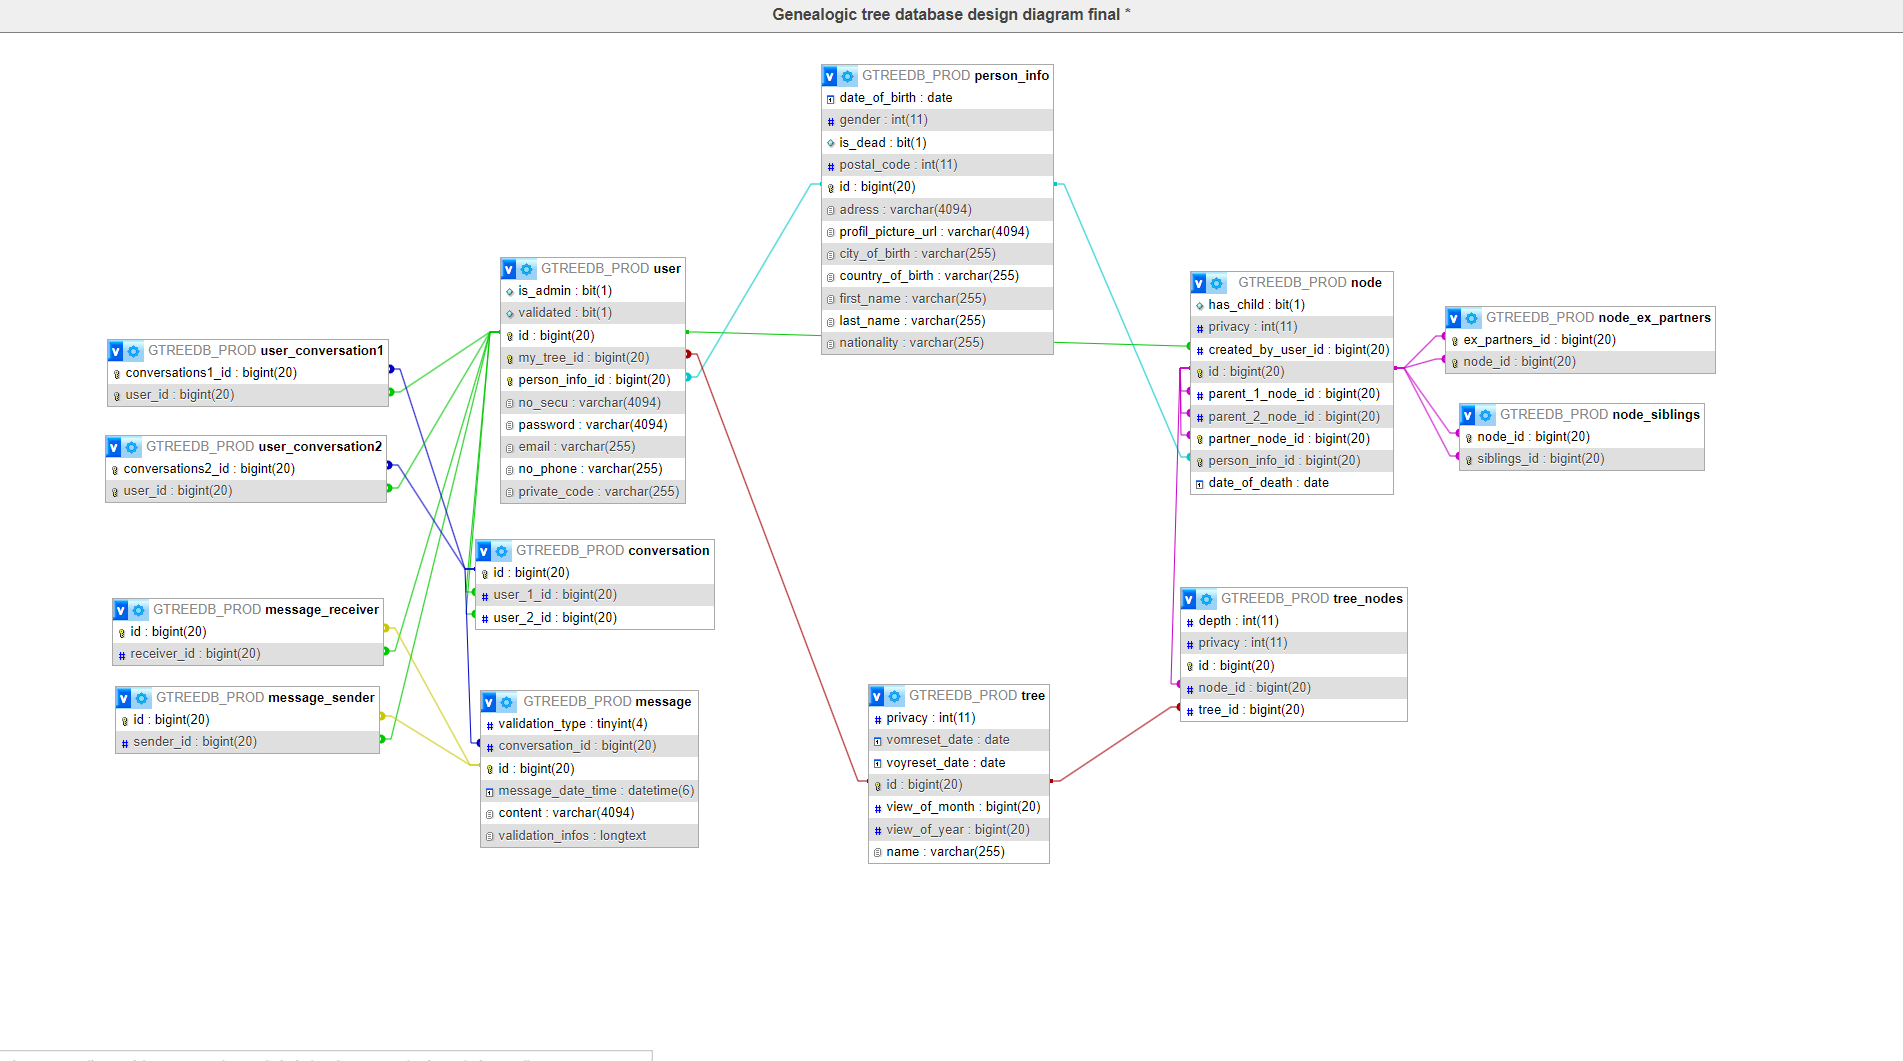 Genealogic tree database design diagram final *
GTREEDB_PROD person_info
date_of_birth : date
gender : int(11)
is_dead : bit(1)
postal_code : int(11)
id : bigint(20)
adress : varchar(4094)
profil_picture_url : varchar(4094)
city_of_birth : varchar(255)
country_of_birth : varchar(255)
first_name : varchar(255)
last_name : varchar(255)
nationality : varchar(255)
GTREEDB_PROD user
is_admin : bit(1)
validated : bit(1)
id : bigint(20)
my_tree_id : bigint(20)
person_info_id : bigint(20)
no_secu : varchar(4094)
password : varchar(4094)
email : varchar(255)
no_phone : varchar(255)
private_code : varchar(255)
GTREEDB_PROD node
has_child : bit(1)
privacy : int(11)
created_by_user_id : bigint(20)
id : bigint(20)
parent_1_node_id : bigint(20)
parent_2_node_id : bigint(20)
partner_node_id : bigint(20)
person_info_id : bigint(20)
date_of_death : date
GTREEDB_PROD node_ex_partners
ex_partners_id : bigint(20)
node_id : bigint(20)
GTREEDB_PROD node_siblings
node_id : bigint(20)
siblings_id : bigint(20)
GTREEDB_PROD user_conversation1
conversations1_id : bigint(20)
user_id : bigint(20)
GTREEDB_PROD user_conversation2
conversations2_id : bigint(20)
user_id : bigint(20)
GTREEDB_PROD conversation
id : bigint(20)
user_1_id : bigint(20)
user_2_id : bigint(20)
GTREEDB_PROD message_receiver
id : bigint(20)
receiver_id : bigint(20)
GTREEDB_PROD message_sender
id : bigint(20)
sender_id : bigint(20)
GTREEDB_PROD message
validation_type : tinyint(4)
conversation_id : bigint(20)
id : bigint(20)
message_date_time : datetime(6)
content : varchar(4094)
validation_infos : longtext
GTREEDB_PROD tree
privacy : int(11)
vomreset_date : date
voyreset_date : date
id : bigint(20)
view_of_month : bigint(20)
view_of_year : bigint(20)
name : varchar(255)
GTREEDB_PROD tree_nodes
depth : int(11)
privacy : int(11)
id : bigint(20)
node_id : bigint(20)
tree_id : bigint(20)